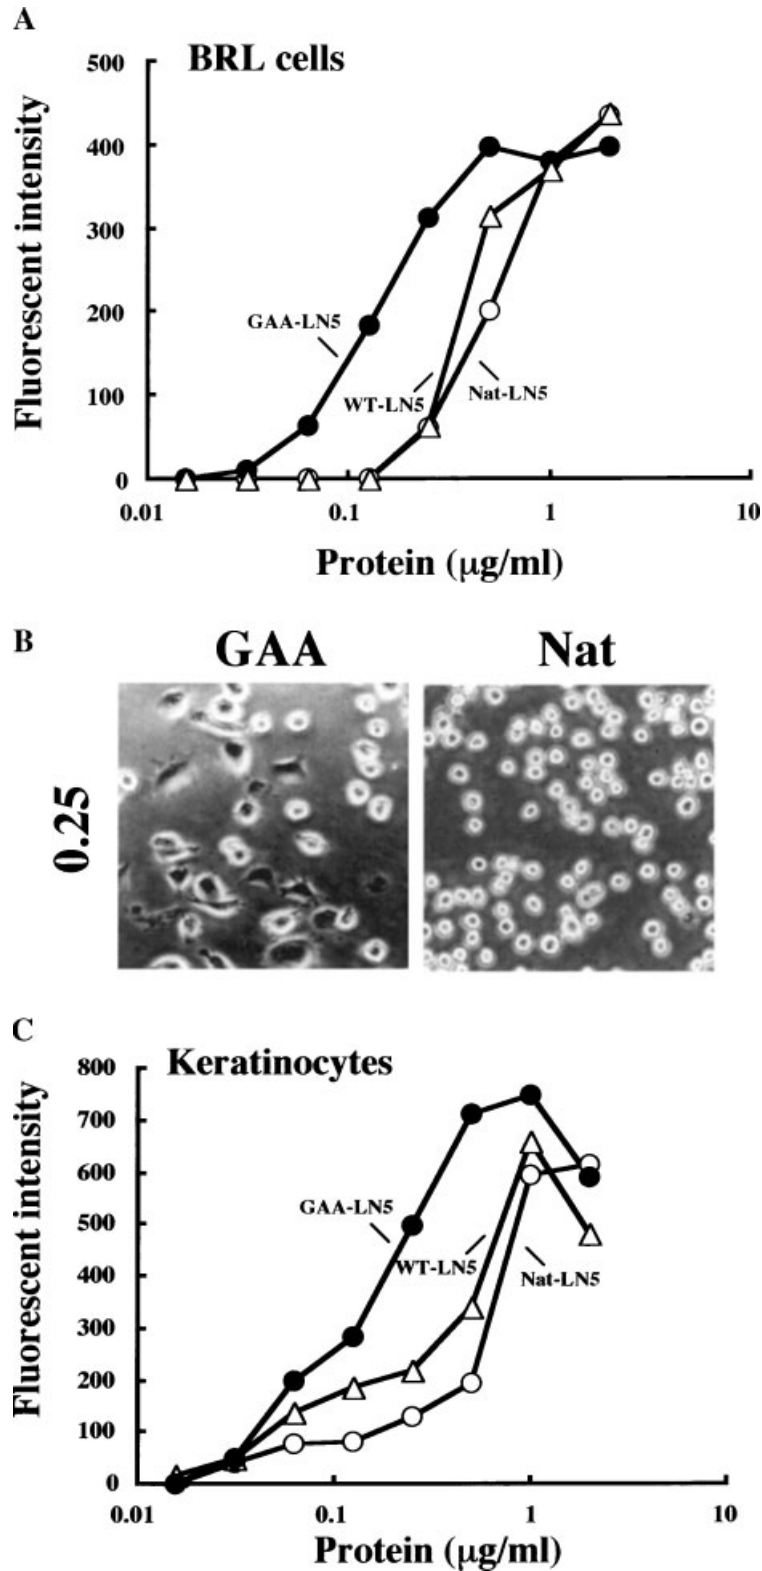 A
BRL cells
Fluorescent intensity
500
400
300
200
100
0
GAA-LN5
WT-LN5
Nat-LN5
0.01
0.1
1
10
Protein (μg/ml)
B
GAA
Nat
0.25
C
Keratinocytes
Fluorescent intensity
800
700
600
500
400
300
200
100
0
GAA-LN5
WT-LN5
Nat-LN5
0.01
0.1
1
10
Protein (μg/ml)